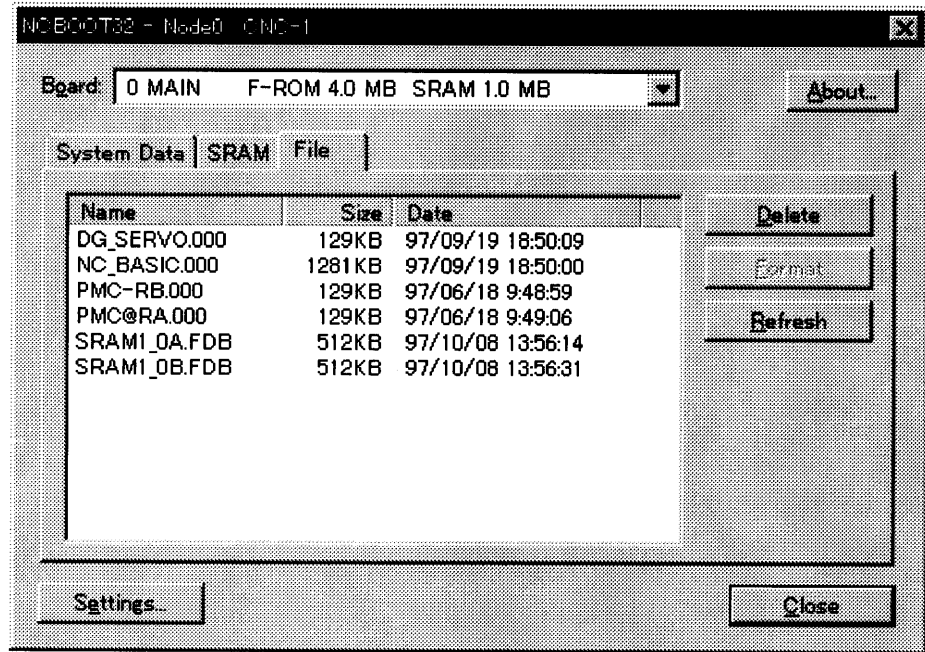 NCBOOT32 - Node0 CNC-1
Board: 0 MAIN F-ROM 4.0 MB SRAM 1.0 MB About...
System Data SRAM File
Name Size Date
DG_SERVO.000 129KB 97/09/19 18:50:09
NC_BASIC.000 1281KB 97/09/19 18:50:00
PMC-RB.000 129KB 97/06/18 9:48:59
PMC@RA.000 129KB 97/06/18 9:49:06
SRAM1_0A.FDB 512KB 97/10/08 13:56:14
SRAM1_0B.FDB 512KB 97/10/08 13:56:31
Delete
Format
Refresh
Settings...
Close